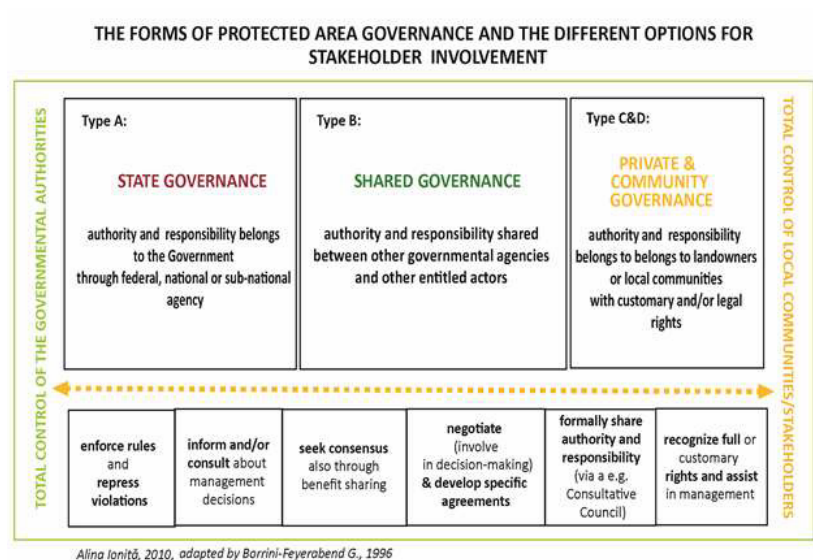 THE FORMS OF PROTECTED AREA GOVERNANCE AND THE DIFFERENT OPTIONS FOR
STAKEHOLDER INVOLVEMENT
TOTAL CONTROL OF THE GOVERNMENTAL AUTHORITIES
Type A:
STATE GOVERNANCE
authority and responsibility belongs
to the Government
through federal, national or sub-national
agency
Type B:
SHARED GOVERNANCE
authority and responsibility shared
between other governmental agencies
and other entitled actors
Type C&D:
PRIVATE &
COMMUNITY
GOVERNANCE
authority and responsibility
belongs to belongs to landowners
or local communities
with customary and/or legal
rights
TOTAL CONTROL OF LOCAL COMMUNITIES/STAKEHOLDERS
enforce rules
and
repress
violations
inform and/or
consult about
management
decisions
seek consensus
also through
benefit sharing
negotiate
(involve
in decision-making)
& develop specific
agreements
formally share
authority and
responsibility
(via a e.g.
Consultative
Council)
recognize full or
customary
rights and assist
in management
Alina Ioniță, 2010, adapted by Borrini-Feyerabend G., 1996